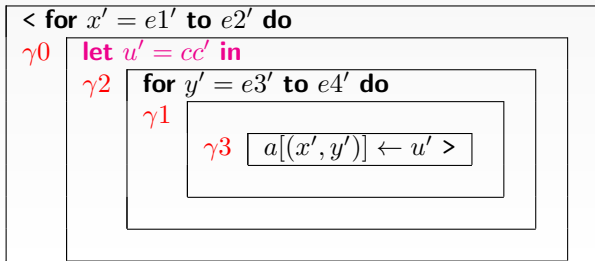 < for x′ = e1′ to e2′ do
γ0 let u′ = cc′ in
γ2 for y′ = e3′ to e4′ do
γ1
γ3 a[(x′, y′)] ← u′ >